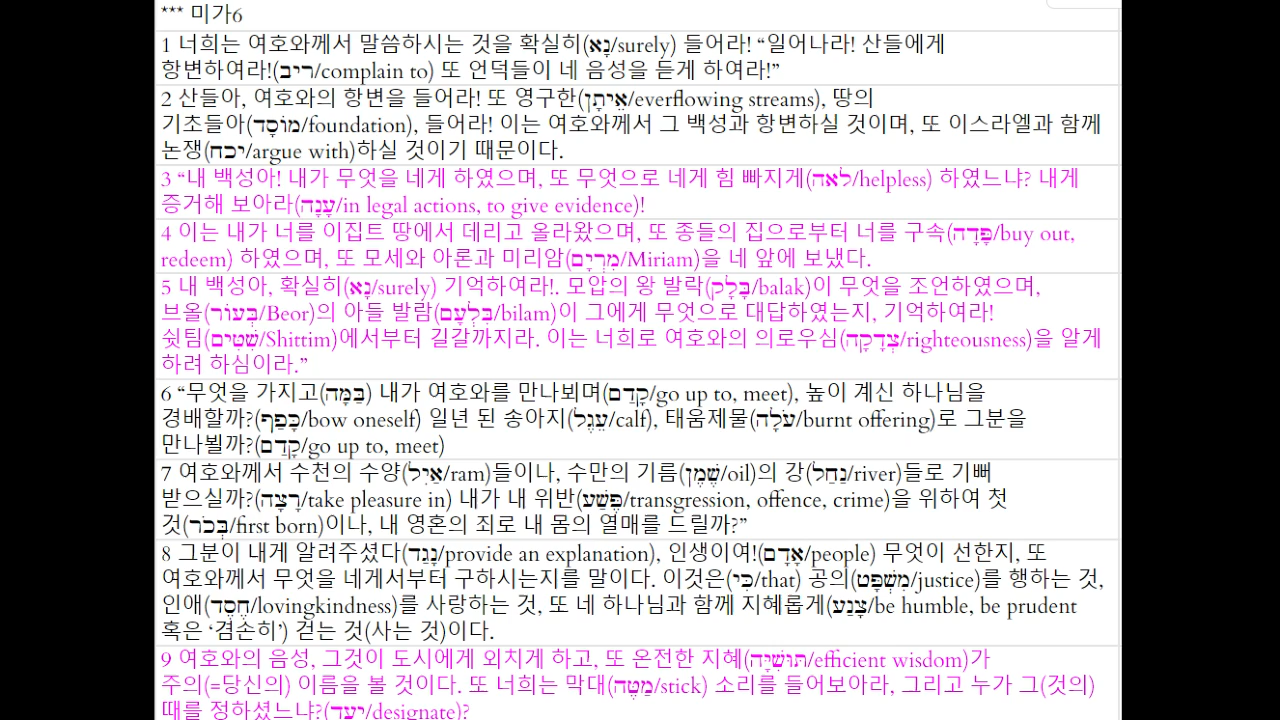 *** 미가6
1 너희는 여호와께서 말씀하시는 것을 확실히(נָא/surely) 들어라! “일어나라! 산들에게
항변하여라!(ריב/complain to) 또 언덕들이 네 음성을 듣게 하여라!”
2 산들아, 여호와의 항변을 들어라! 또 영구한(אֵיתָן/everflowing streams), 땅의
기초들아(מוֹסָד/foundation), 들어라! 이는 여호와께서 그 백성과 항변하실 것이며, 또 이스라엘과 함께
논쟁(יכח/argue with)하실 것이기 때문이다.
3 “내 백성아! 내가 무엇을 네게 하였으며, 또 무엇으로 네게 힘 빠지게(לאה/helpless) 하였느냐? 내게
증거해 보아라(עָנָה/in legal actions, to give evidence)!
4 이는 내가 너를 이집트 땅에서 데리고 올라왔으며, 또 종들의 집으로부터 너를 구속(פָּדָה/buy out,
redeem) 하였으며, 또 모세와 아론과 미리암(מִרְיָם/Miriam)을 네 앞에 보냈다.
5 내 백성아, 확실히(נָא/surely) 기억하여라!. 모압의 왕 발락(בָּלָק/balak)이 무엇을 조언하였으며,
브올(בְּעוֹר/Beor)의 아들 발람(בִּלְעָם/bilam)이 그에게 무엇으로 대답하였는지, 기억하여라!
쉿팀(שִׁטִּים/Shittim)에서부터 길갈까지라. 이는 너희로 여호와의 의로우심(צְדָקָה/righteousness)을 알게
하려 하심이라.”
6 “무엇을 가지고(בַּמָּה) 내가 여호와를 만나뵈며(קָדַם/go up to, meet), 높이 계신 하나님을
경배할까?(כָּפַף/bow oneself) 일년 된 송아지(עֵגֶל/calf), 태움제물(עֹלָה/burnt offering)로 그분을
만나뵐까?(קָדַם/go up to, meet)
7 여호와께서 수천의 수양(אַיִל/ram)들이나, 수만의 기름(שֶׁמֶן/oil)의 강(נַחַל/river)들로 기뻐
받으실까?(רָצָה/take pleasure in) 내가 내 위반(פֶּשַׁע/transgression, offence, crime)을 위하여 첫
것(בְּכֹר/first born)이나, 내 영혼의 죄로 내 몸의 열매를 드릴까?”
8 그분이 내게 알려주셨다(נָגַד/provide an explanation), 인생이여!(אָדָם/people) 무엇이 선한지, 또
여호와께서 무엇을 네게서부터 구하시는지를 말이다. 이것은(כִּי/that) 공의(מִשְׁפָּט/justice)를 행하는 것,
인애(חֶסֶד/lovingkindness)를 사랑하는 것, 또 네 하나님과 함께 지혜롭게(צָנַע/be humble, be prudent
혹은 ‘겸손히’) 걷는 것(사는 것)이다.
9 여호와의 음성, 그것이 도시에게 외치게 하고, 또 온전한 지혜(תּוּשִׁיָּה/efficient wisdom)가
주의(=당신의) 이름을 볼 것이다. 또 너희는 막대(מַטֶּה/stick) 소리를 들어보아라, 그리고 누가 그(것의)
때를 정하셨느냐?(יעד/designate)?